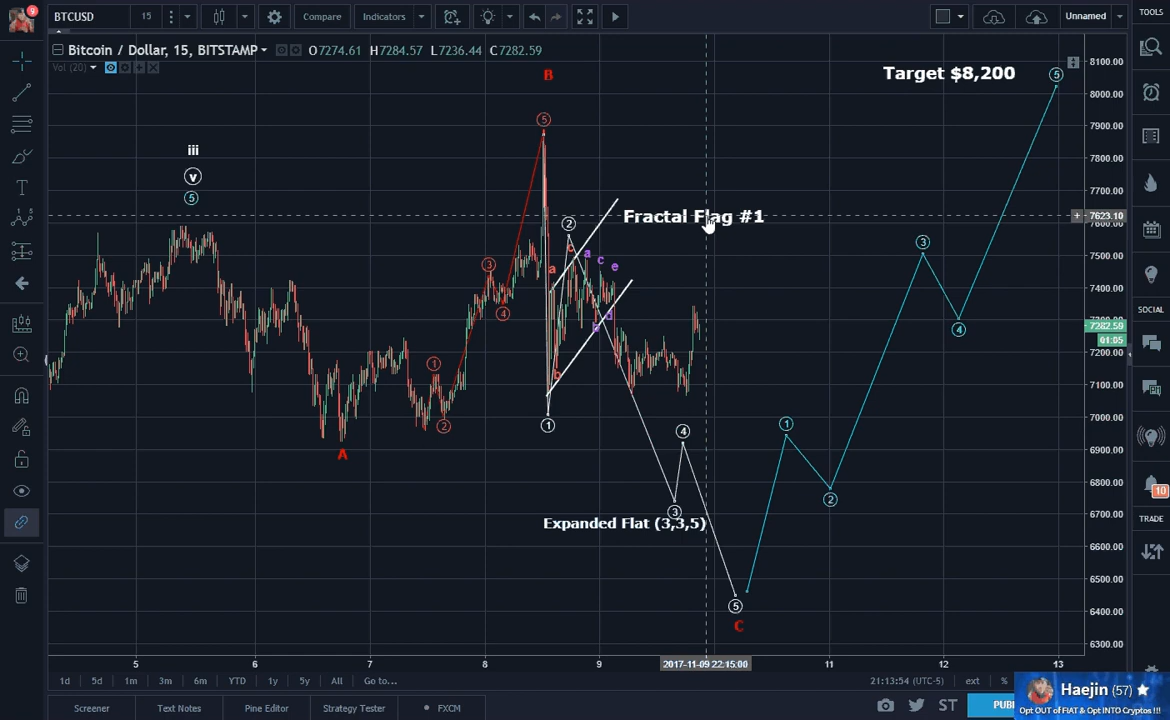 9
BTCUSD
15
Compare
Indicators
Unnamed
TOOLS
Bitcoin / Dollar, 15, BITSTAMP
O7274.61 H7284.57 L7236.44 C7282.59
Vol (20)
B
Target $8,200
5
8100.00
8000.00
7900.00
7800.00
7700.00
7623.10
7600.00
7500.00
7400.00
7300.00
7282.59
01:05
7200.00
7100.00
7000.00
6900.00
6800.00
6700.00
6600.00
6500.00
6400.00
6300.00
iii
v
5
5
2
Fractal Flag #1
3
4
a
c
a
c
e
b
d
b
1
2
1
A
4
3
Expanded Flat (3,3,5)
5
C
1
2
3
4
SOCIAL
10
TRADE
5
6
7
8
9
2017-11-09 22:15:00
11
12
13
1d 5d 1m 3m 6m YTD 1y 5y All Go to...
21:13:54 (UTC-5) ext %
Screener
Text Notes
Pine Editor
Strategy Tester
FXCM
ST
PUB
Haejin (57)
Opt OUT of FIAT & Opt INTO Cryptos !!!